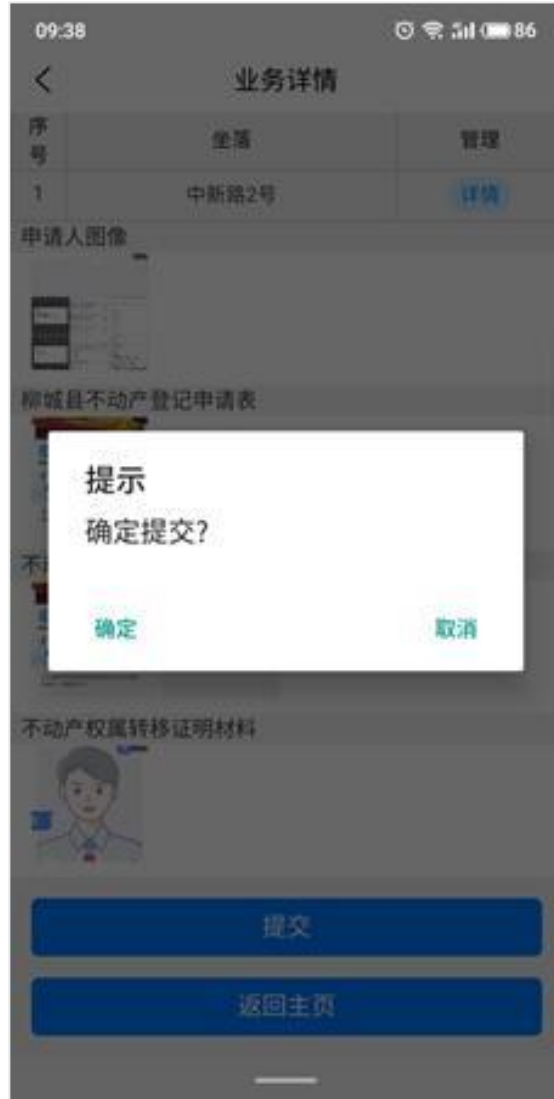 09:38
86
业务详情
序号
坐落
管理
1
中新路2号
详情
申请人图像
柳城县不动产登记申请表
提示
确定提交?
不
确定
取消
不动产权属转移证明材料
提交
返回主页